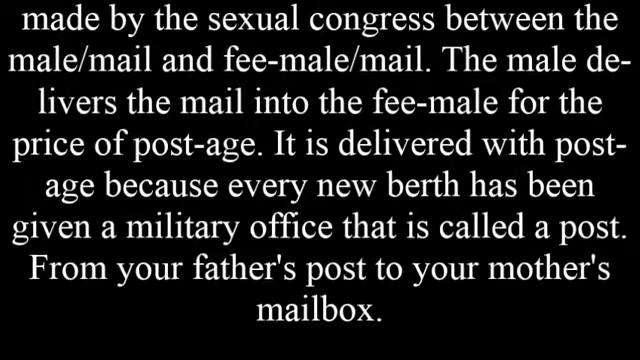 made by the sexual congress between the
male/mail and fee-male/mail. The male de-
livers the mail into the fee-male for the
price of post-age. It is delivered with post-
age because every new berth has been
given a military office that is called a post.
From your father's post to your mother's
mailbox.